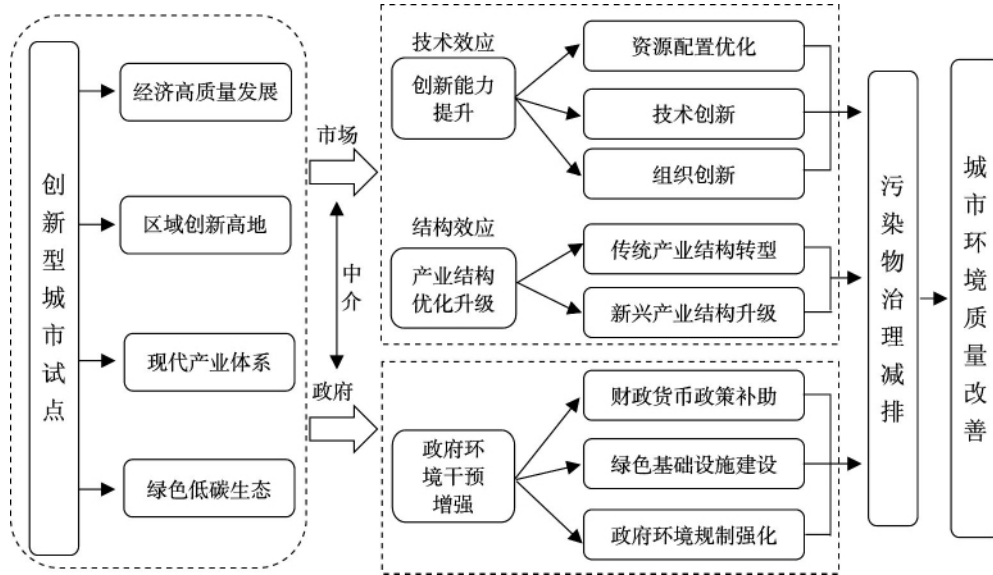 创新型城市试点
经济高质量发展
区域创新高地
现代产业体系
绿色低碳生态
市场
中介
政府
技术效应
创新能力
提升
资源配置优化
技术创新
组织创新
结构效应
产业结构
优化升级
传统产业结构转型
新兴产业结构升级
政府环
境干预
增强
财政货币政策补助
绿色基础设施建设
政府环境规制强化
污染物治理减排
城市环境质量改善